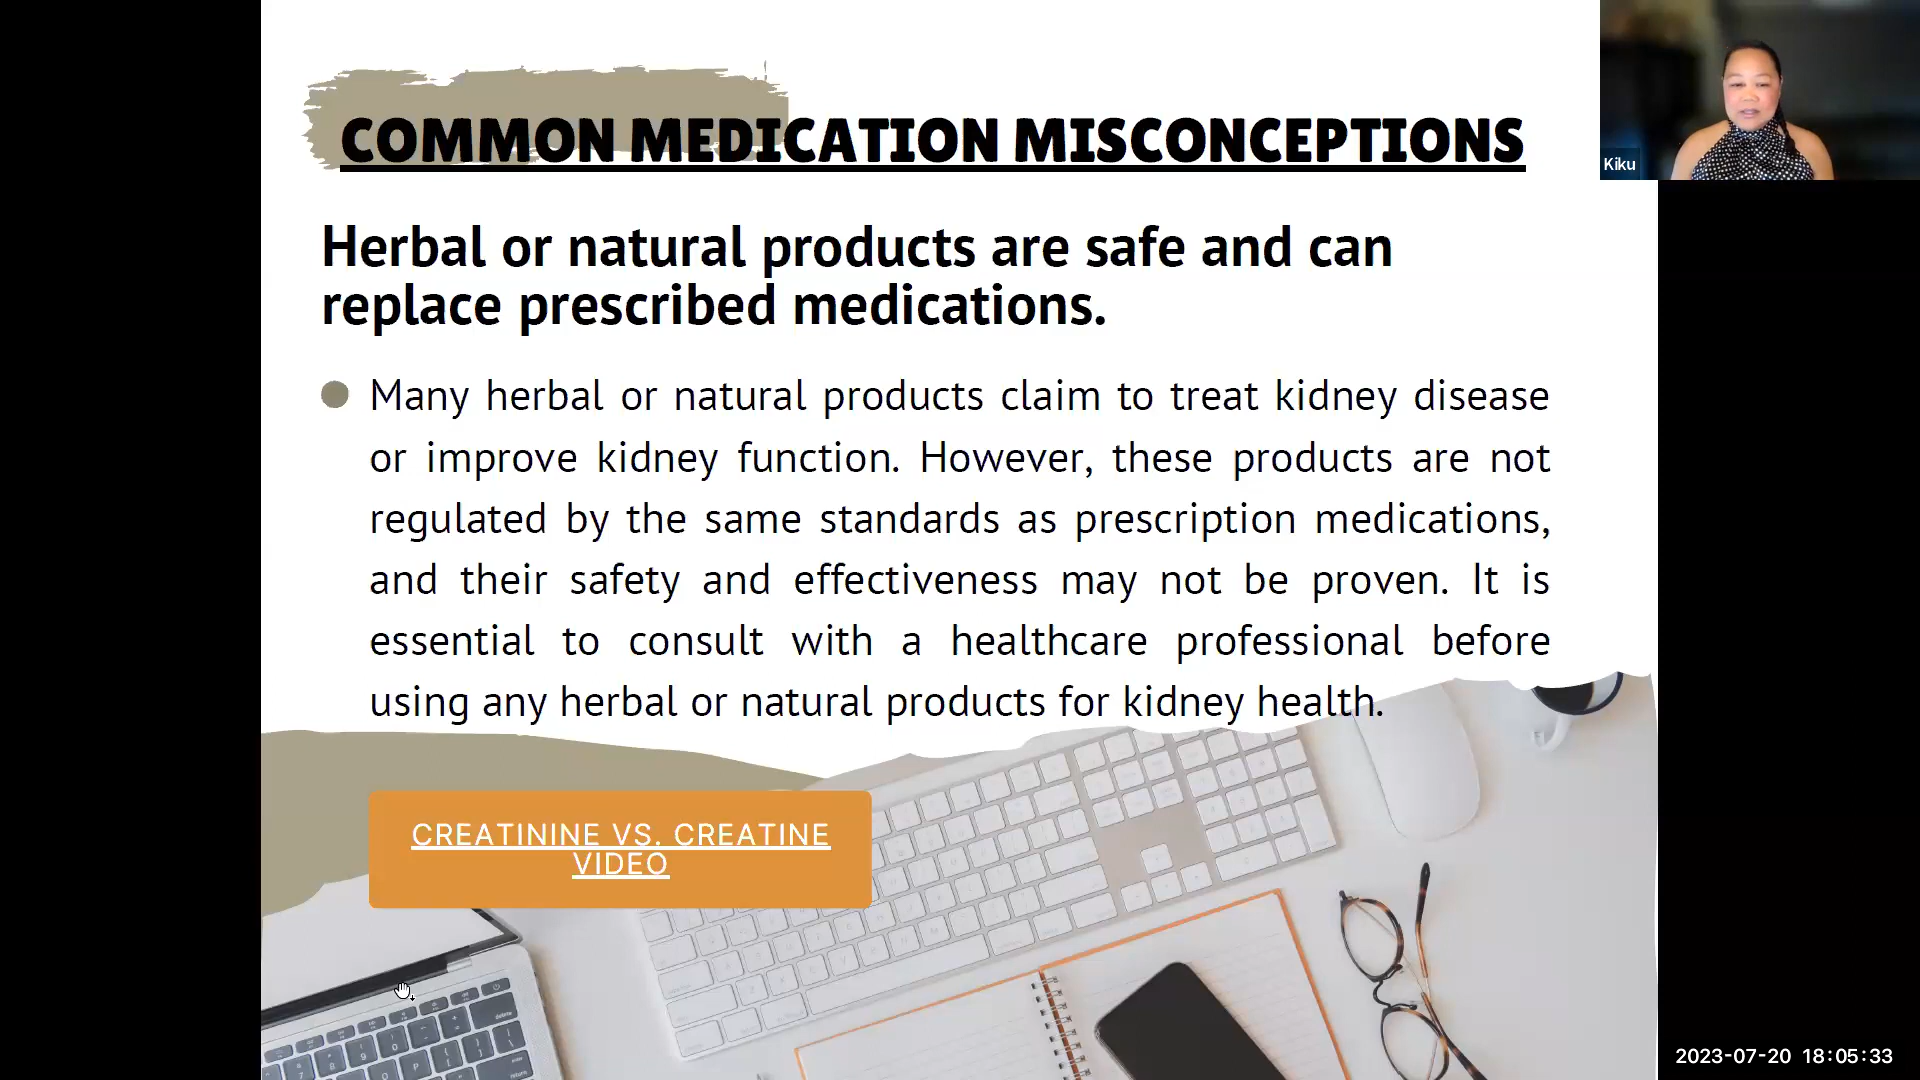 COMMON MEDICATION MISCONCEPTIONS
Kiku
Herbal or natural products are safe and can
replace prescribed medications.
Many herbal or natural products claim to treat kidney disease
or improve kidney function. However, these products are not
regulated by the same standards as prescription medications,
and their safety and effectiveness may not be proven. It is
essential to consult with a healthcare professional before
using any herbal or natural products for kidney health.
CREATININE VS. CREATINE
VIDEO
2023-07-20 18:05:33